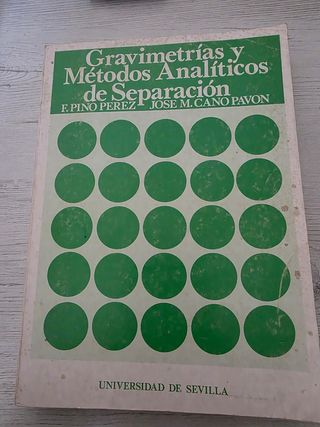 Gravimetrías y
Métodos Analíticos
de Separación
F. PINO PEREZ JOSE M. CANO PAVON
UNIVERSIDAD DE SEVILLA